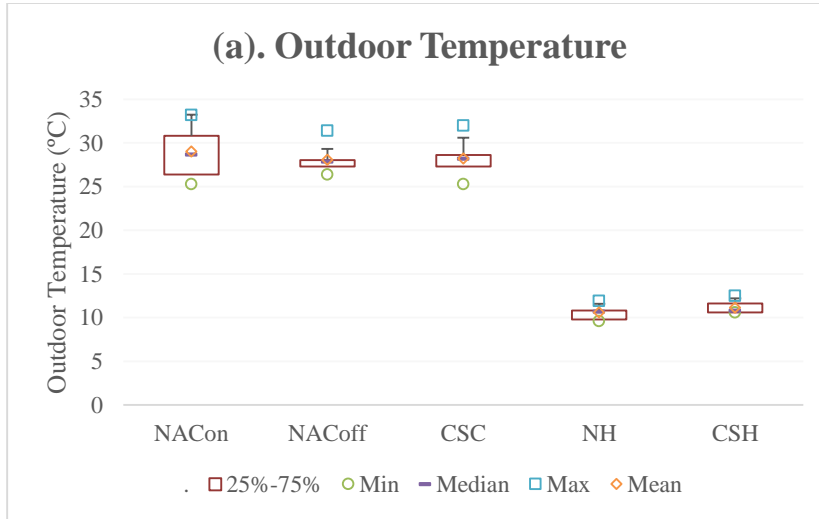 (a). Outdoor Temperature
Outdoor Temperature (ºC)
35
30
25
20
15
10
5
0
NACon NACoff CSC NH CSH
. 25%-75% Min Median Max Mean